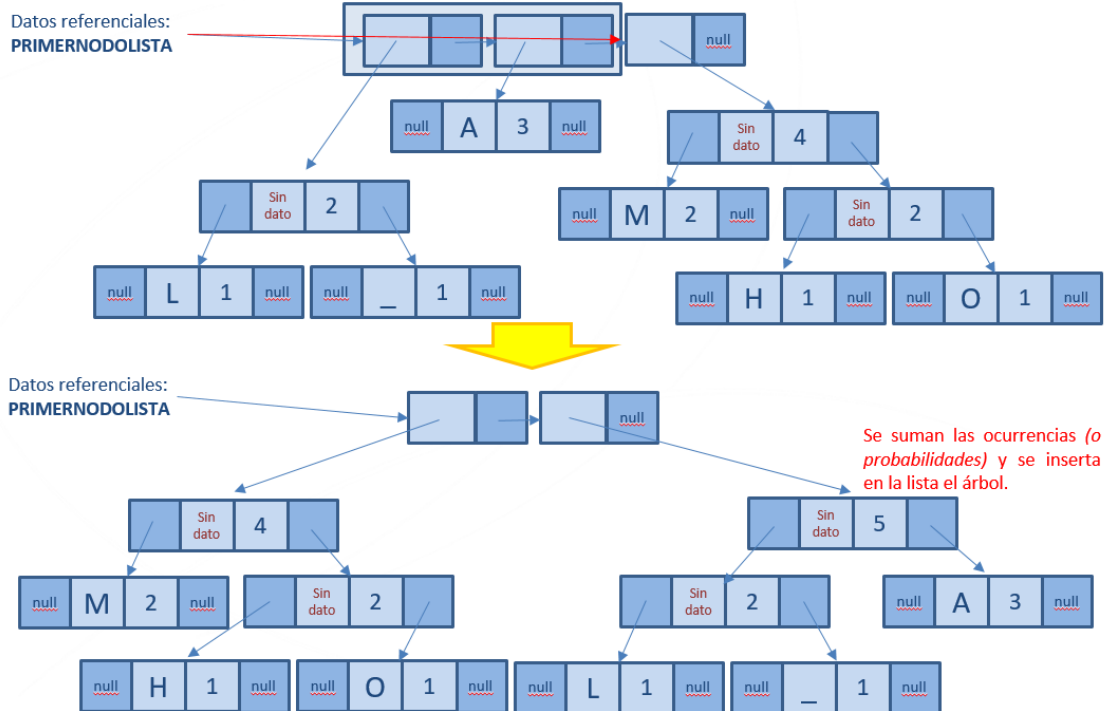 Datos referenciales:
PRIMERNODOLISTA
null
null A 3 null
Sin dato 4
Sin dato 2
null M 2 null
Sin dato 2
null L 1 null
null _ 1 null
null H 1 null
null O 1 null
Datos referenciales:
PRIMERNODOLISTA
null
Se suman las ocurrencias (o
probabilidades) y se inserta
en la lista el árbol.
Sin dato 4
Sin dato 5
null M 2 null
Sin dato 2
Sin dato 2
null A 3 null
null H 1 null
null O 1 null
null L 1 null
null _ 1 null